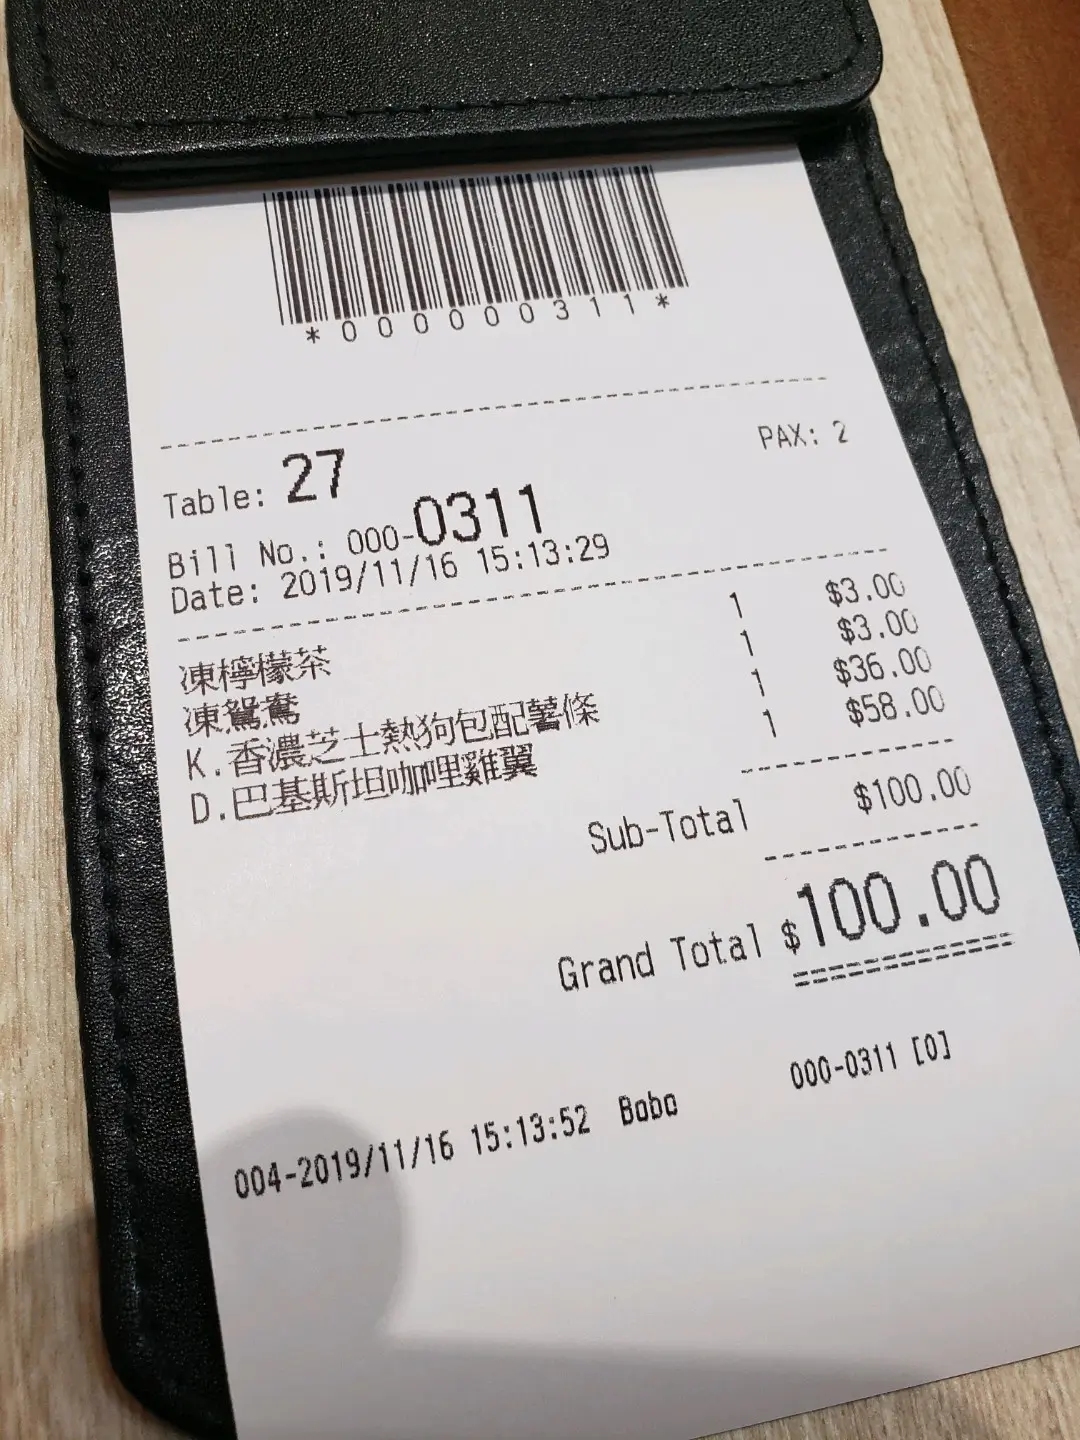 *000000311*
PAX: 2
Table: 27
Bill No.: 000-0311
Date: 2019/11/16 15:13:29
凍檸檬茶 1 $3.00
凍鴛鴦 1 $3.00
K.香濃芝士熱狗包配薯條 1 $36.00
D.巴基斯坦咖哩雞翼 1 $58.00
Sub-Total $100.00
Grand Total $100.00
000-0311 [0]
004-2019/11/16 15:13:52 Bobo